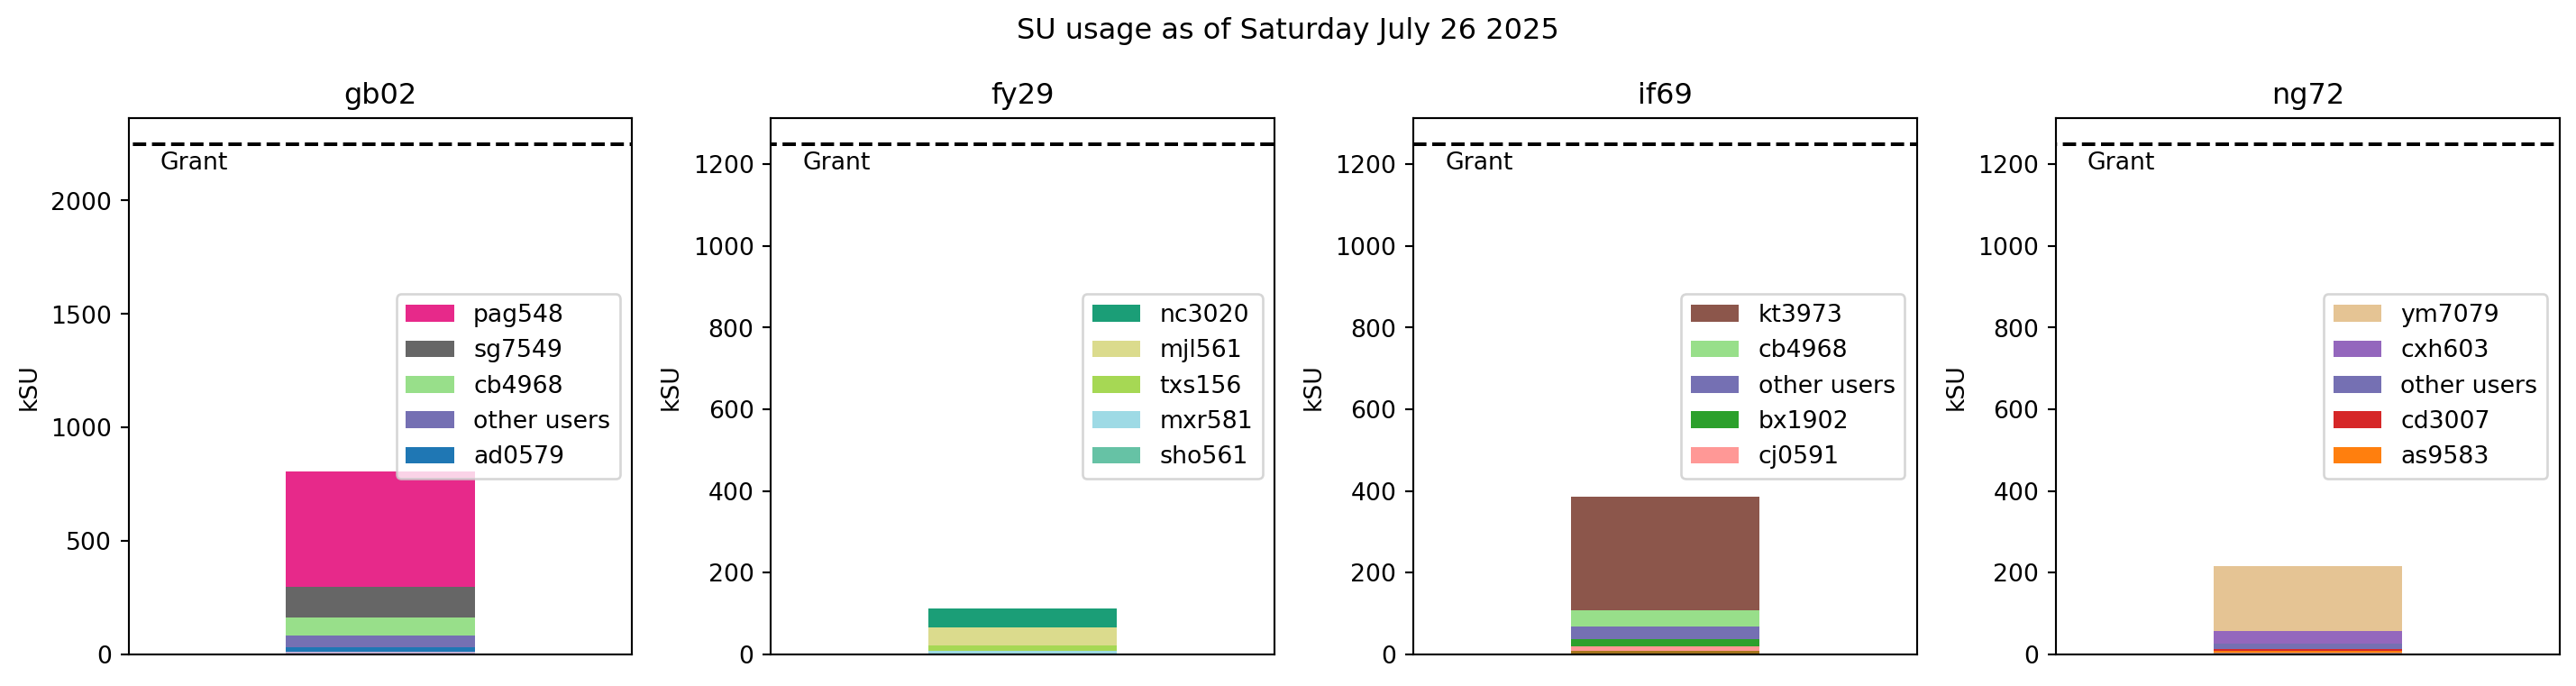 SU usage as of Saturday July 26 2025
gb02
Grant
2000
1500
1000
500
0
kSU
pag548
sg7549
cb4968
other users
ad0579
fy29
Grant
1200
1000
800
600
400
200
0
kSU
nc3020
mjl561
txs156
mxr581
sho561
if69
Grant
1200
1000
800
600
400
200
0
kSU
kt3973
cb4968
other users
bx1902
cj0591
ng72
Grant
1200
1000
800
600
400
200
0
kSU
ym7079
cxh603
other users
cd3007
as9583